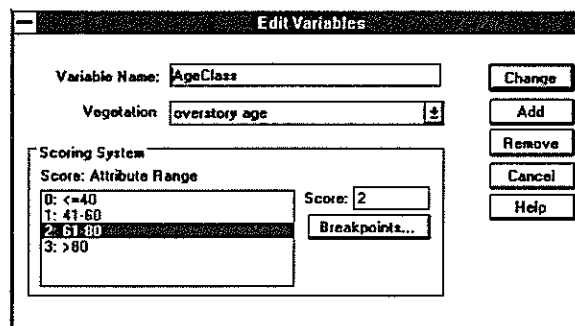 Edit Variables
Variable Name: AgeClass
Change
Vegetation overstory age
Add
Remove
Scoring System
Cancel
Score: Attribute Range
Help
0: <=40
Score: 2
1: 41-60
Breakpoints...
2: 61-80
3: >80